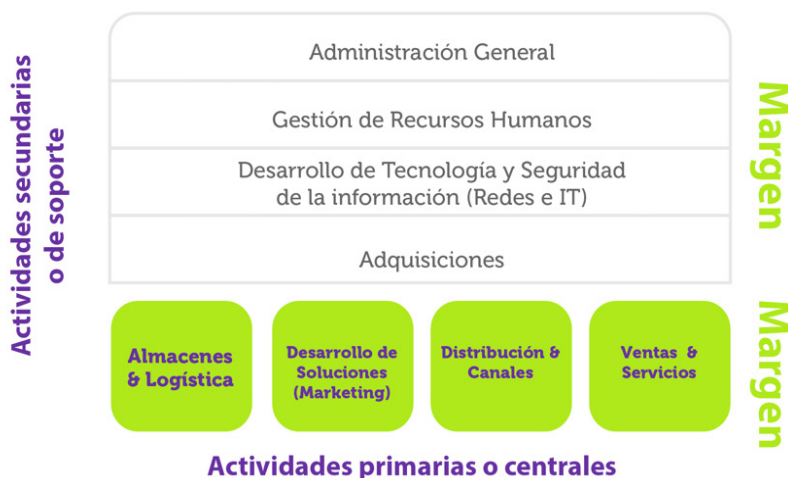 Actividades secundarias
o de soporte
Administración General
Gestión de Recursos Humanos
Desarrollo de Tecnología y Seguridad
de la información (Redes e IT)
Adquisiciones
Margen
Almacenes
& Logística
Desarrollo de
Soluciones
(Marketing)
Distribución &
Canales
Ventas &
Servicios
Margen
Actividades primarias o centrales